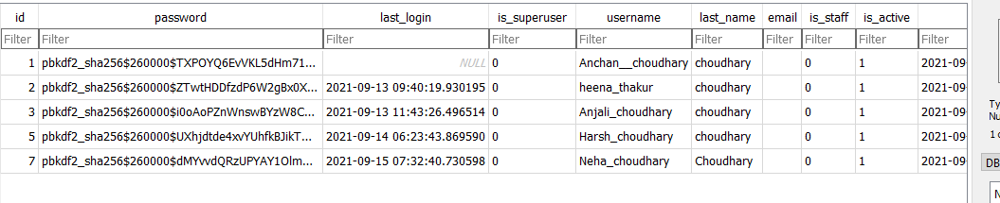 id password last_login is_superuser username last_name email is_staff is_active
Filter Filter Filter Filter Filter Filter Filter Filter Filter Filter
1 pbkdf2_sha256$260000$TXPOYQ6EvVKL5dHm71... NULL 0 Anchan__choudhary choudhary 0 1 2021-09
2 pbkdf2_sha256$260000$ZTwtHDDfzdP6W2gBx0X... 2021-09-13 09:40:19.930195 0 heena_thakur choudhary 0 1 2021-09
3 pbkdf2_sha256$260000$i0oAoPZnWnswBYzW8C... 2021-09-13 11:43:26.496514 0 Anjali_choudhary choudhary 0 1 2021-09
5 pbkdf2_sha256$260000$UXhjdtde4xvYUhfkBJikT... 2021-09-14 06:23:43.869590 0 Harsh_choudhary choudhary 0 1 2021-09
7 pbkdf2_sha256$260000$dMYvvdQRzUPYAY1Olm... 2021-09-15 07:32:40.730598 0 Neha_choudhary Choudhary 0 1 2021-09
Ty
Nu
1 c
DB
N